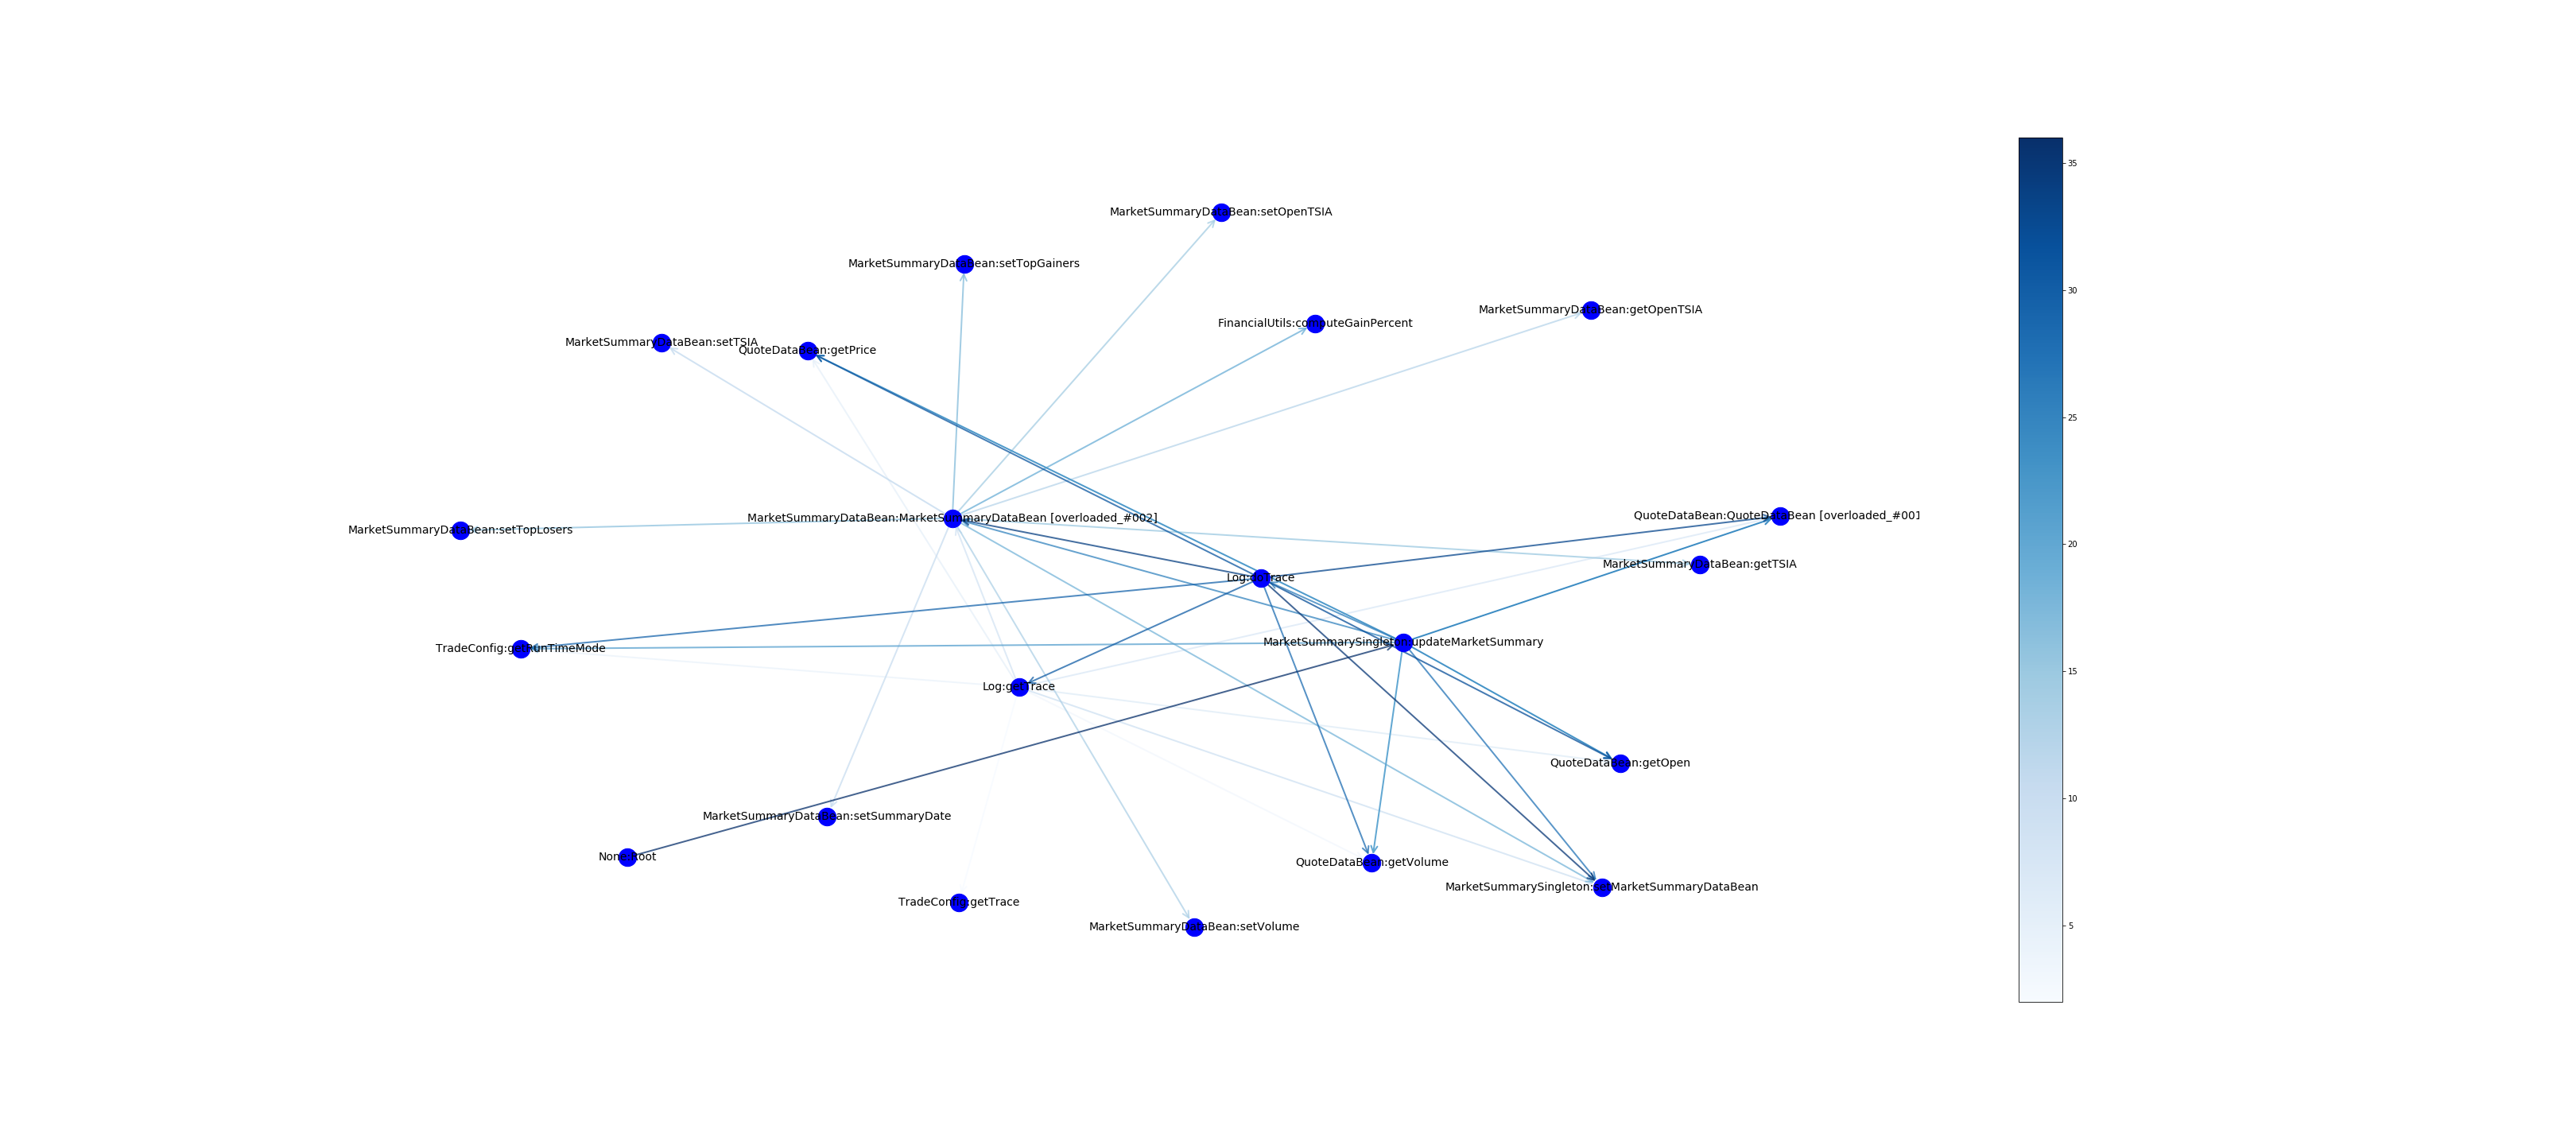 MarketSummaryDataBean:setOpenTSIA
MarketSummaryDataBean:setTopGainers
MarketSummaryDataBean:getOpenTSIA
FinancialUtils:computeGainPercent
MarketSummaryDataBean:setTSIA
QuoteDataBean:getPrice
MarketSummaryDataBean:MarketSummaryDataBean [overloaded_#002]
QuoteDataBean:QuoteDataBean [overloaded_#001
MarketSummaryDataBean:setTopLosers
MarketSummaryDataBean:getTSIA
Log:doTrace
MarketSummarySingleton:updateMarketSummary
TradeConfig:getRunTimeMode
Log:getTrace
QuoteDataBean:getOpen
MarketSummaryDataBean:setSummaryDate
None:Root
QuoteDataBean:getVolume
MarketSummarySingleton:setMarketSummaryDataBean
TradeConfig:getTrace
MarketSummaryDataBean:setVolume
35
30
25
20
15
10
5